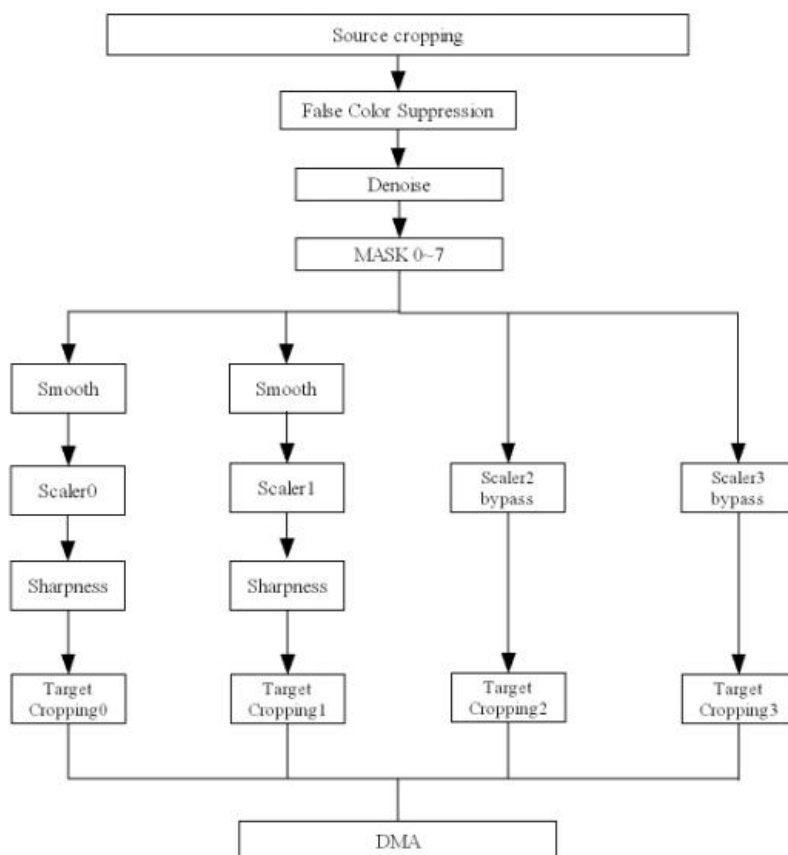 Source cropping
False Color Suppression
Denoise
MASK 0~7
Smooth
Smooth
Scaler0
Scaler1
Scaler2
bypass
Scaler3
bypass
Sharpness
Sharpness
Target
Cropping0
Target
Cropping1
Target
Cropping2
Target
Cropping3
DMA